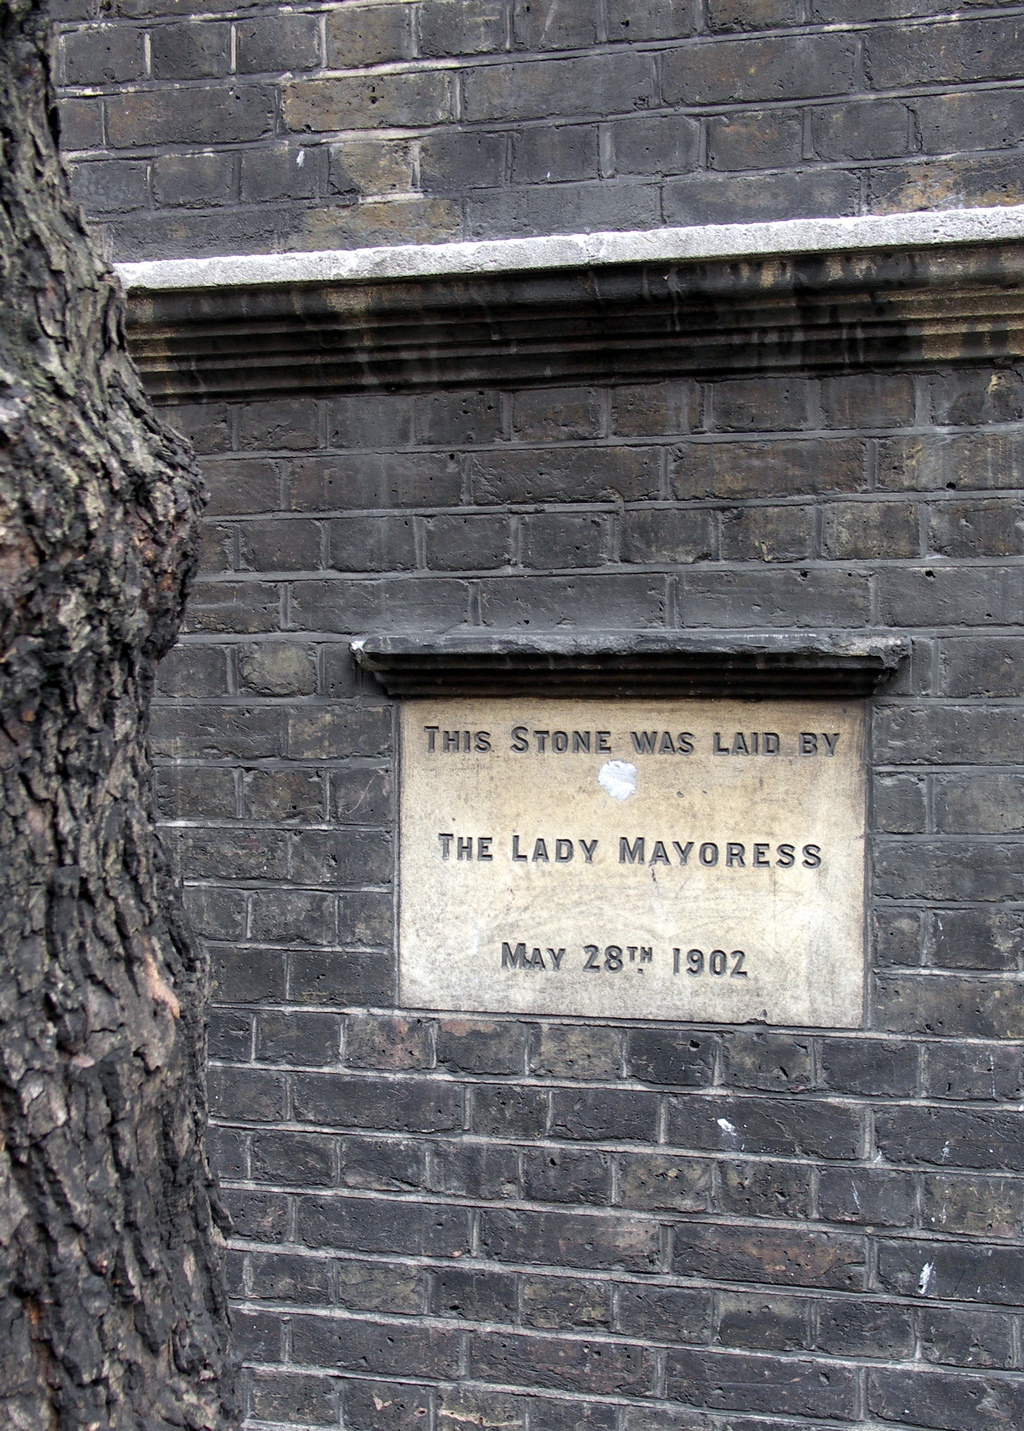 This Stone was laid by
The Lady Mayoress
May 28th 1902